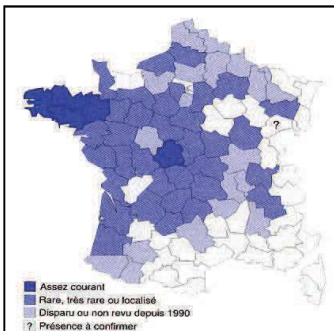 ?
Assez courant
Rare, très rare ou localisé
Disparu ou non revu depuis 1990
? Présence à confirmer